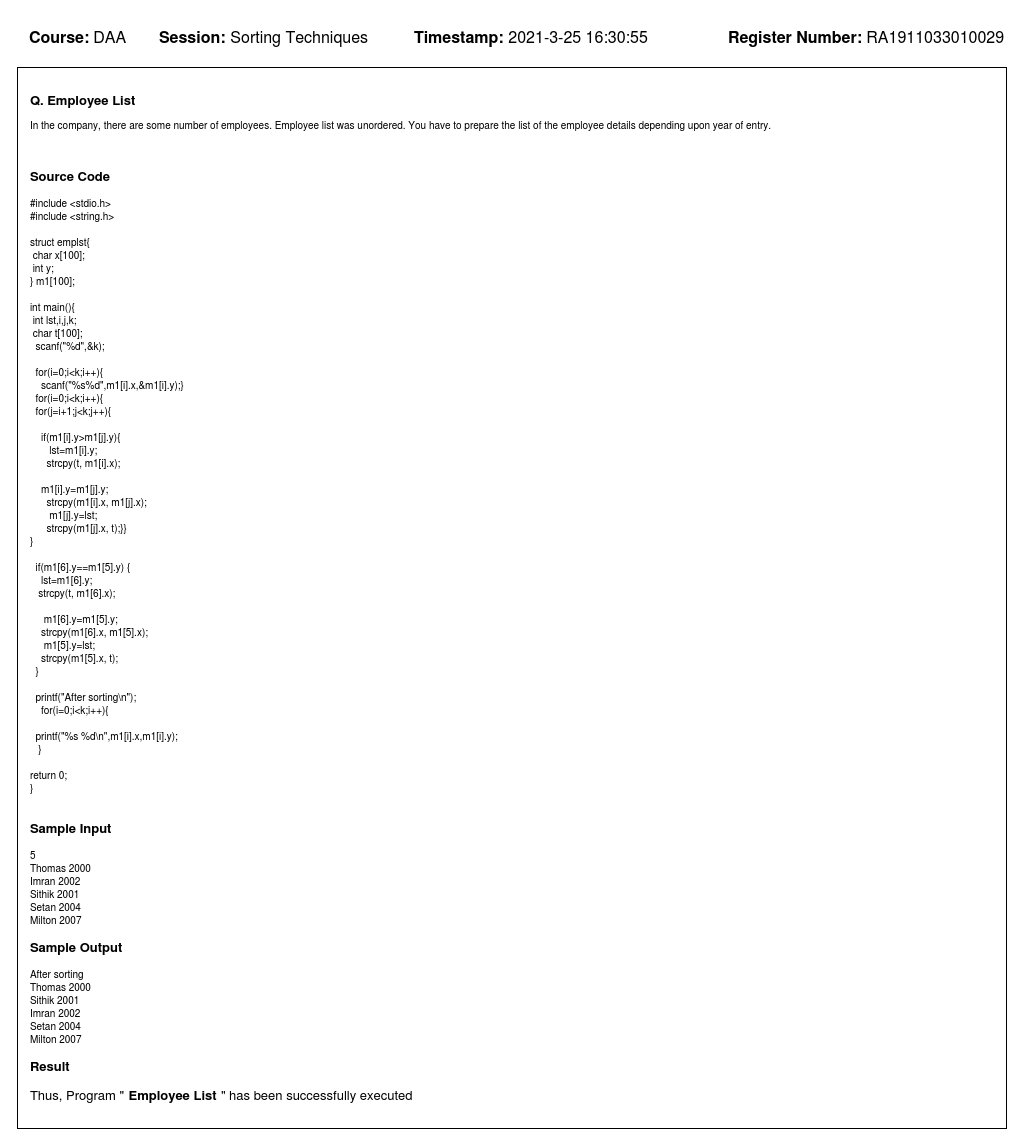 Course: DAA Session: Sorting Techniques Timestamp: 2021-3-25 16:30:55 Register Number: RA1911033010029
Q. Employee List
In the company, there are some number of employees. Employee list was unordered. You have to prepare the list of the employee details depending upon year of entry.
Source Code
#include <stdio.h>
#include <string.h>
struct emplst{
char x[100];
int y;
} m1[100];
int main(){
int lst,i,j,k;
char t[100];
scanf("%d",&k);
for(i=0;i<k;i++){
scanf("%s%d",m1[i].x,&m1[i].y);}
for(i=0;i<k;i++){
for(j=i+1;j<k;j++){
if(m1[i].y>m1[j].y){
lst=m1[i].y;
strcpy(t, m1[i].x);
m1[i].y=m1[j].y;
strcpy(m1[i].x, m1[j].x);
m1[j].y=lst;
strcpy(m1[j].x, t);}}
}
if(m1[6].y==m1[5].y) {
lst=m1[6].y;
strcpy(t, m1[6].x);
m1[6].y=m1[5].y;
strcpy(m1[6].x, m1[5].x);
m1[5].y=lst;
strcpy(m1[5].x, t);
}
printf("After sorting\n");
for(i=0;i<k;i++){
printf("%s %d\n",m1[i].x,m1[i].y);
}
return 0;
}
Sample Input
5
Thomas 2000
Imran 2002
Sithik 2001
Setan 2004
Milton 2007
Sample Output
After sorting
Thomas 2000
Sithik 2001
Imran 2002
Setan 2004
Milton 2007
Result
Thus, Program " Employee List " has been successfully executed